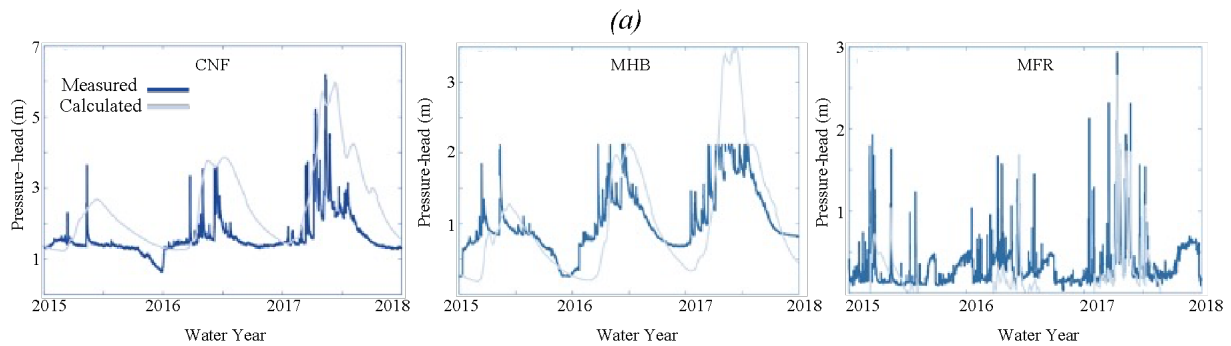 (a)
CNF
Measured
Calculated
Pressure-head (m)
7
5
3
1
2015 2016 2017 2018
Water Year
MHB
Pressure-head (m)
3
2
1
2015 2016 2017 2018
Water Year
MFR
Pressure-head (m)
3
2
1
0
2015 2016 2017 2018
Water Year